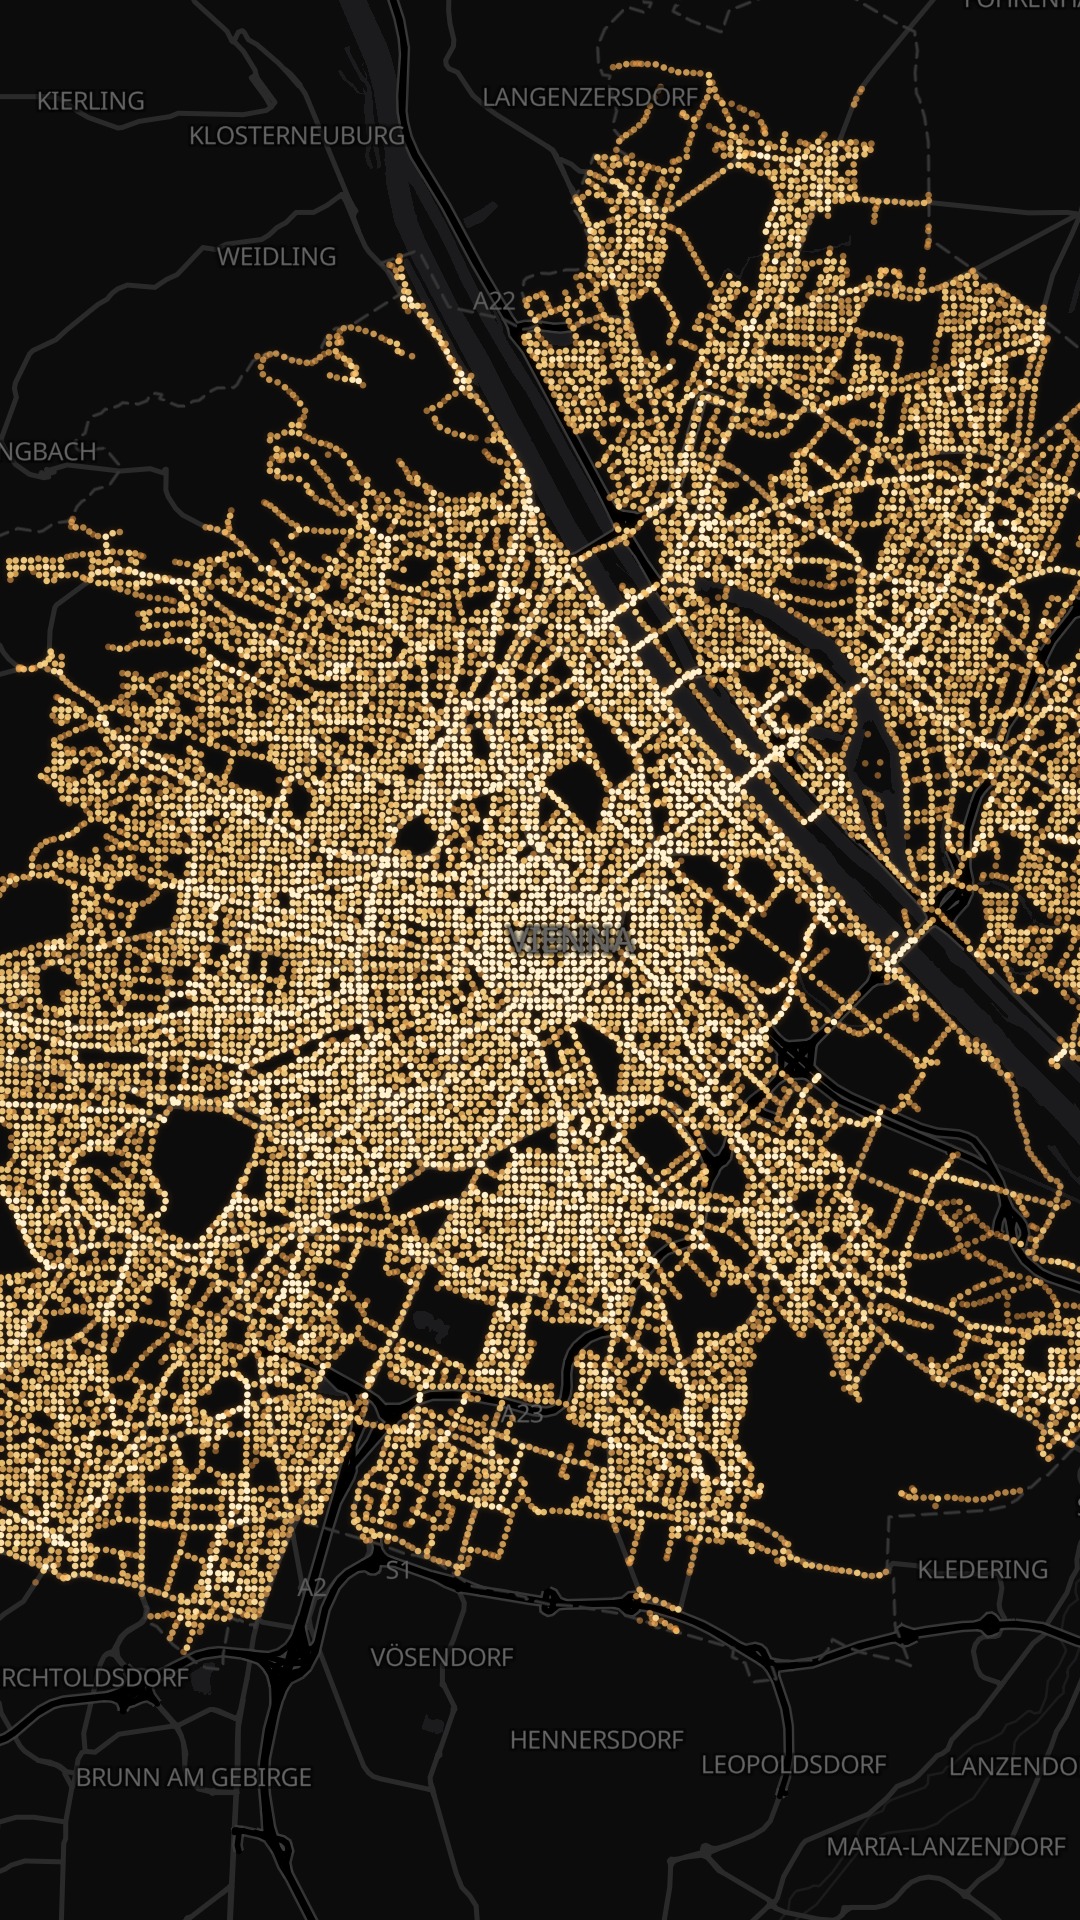 KIERLING
LANGENZERSDORF
KLOSTERNEUBURG
WEIDLING
A22
NGBACH
VIENNA
A23
S1
A2
KLEDERING
VÖSENDORF
RCHTOLDSDORF
HENNERSDORF
LEOPOLDSDORF
LANZENDO
BRUNN AM GEBIRGE
MARIA-LANZENDORF